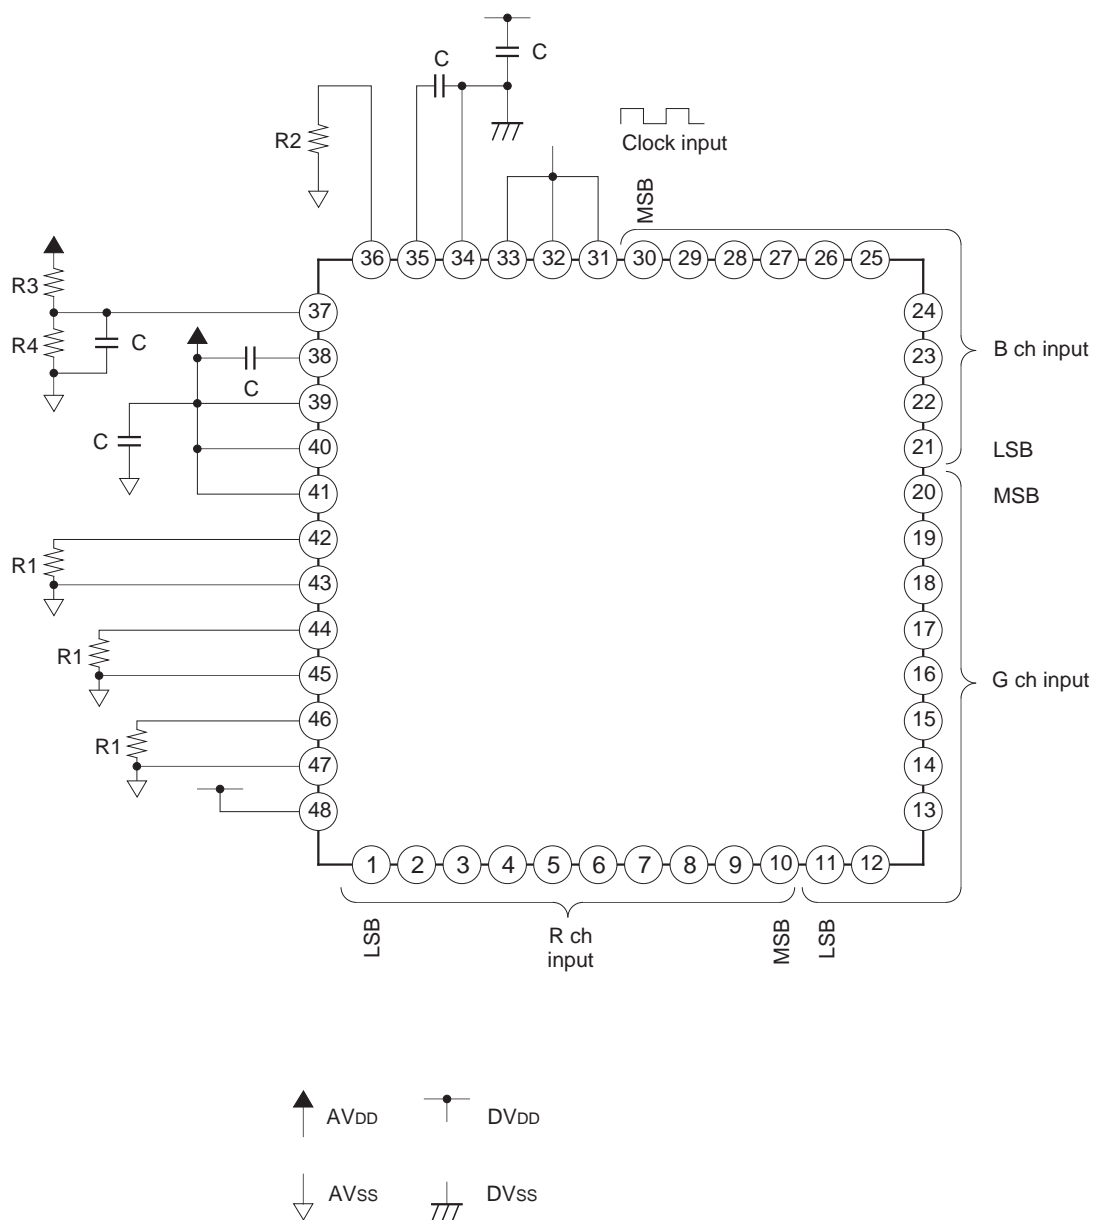 C
C
R2
Clock input
MSB
36 35 34 33 32 31 30 29 28 27 26 25
R3
37
24
R4
C
38
23
B ch input
C
39
22
C
40
21
LSB
41
20
MSB
42
19
R1
43
18
44
17
R1
45
16
G ch input
46
15
R1
47
14
48
13
1 2 3 4 5 6 7 8 9 10 11 12
LSB
R ch
input
MSB
LSB
AVDD
DVDD
AVSS
DVSS